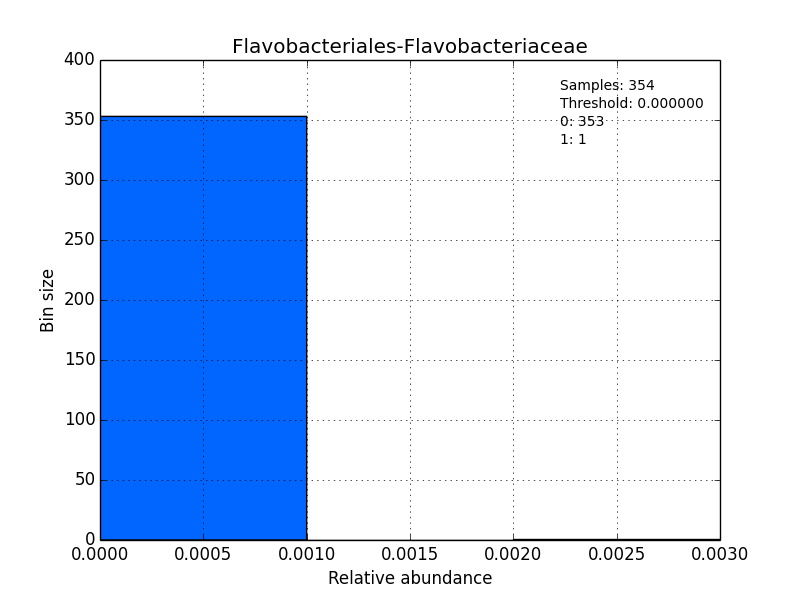 Flavobacteriales-Flavobacteriaceae
Samples: 354
Threshold: 0.000000
0: 353
1: 1
400
350
300
250
200
150
100
50
0
Bin size
0.0000 0.0005 0.0010 0.0015 0.0020 0.0025 0.0030
Relative abundance